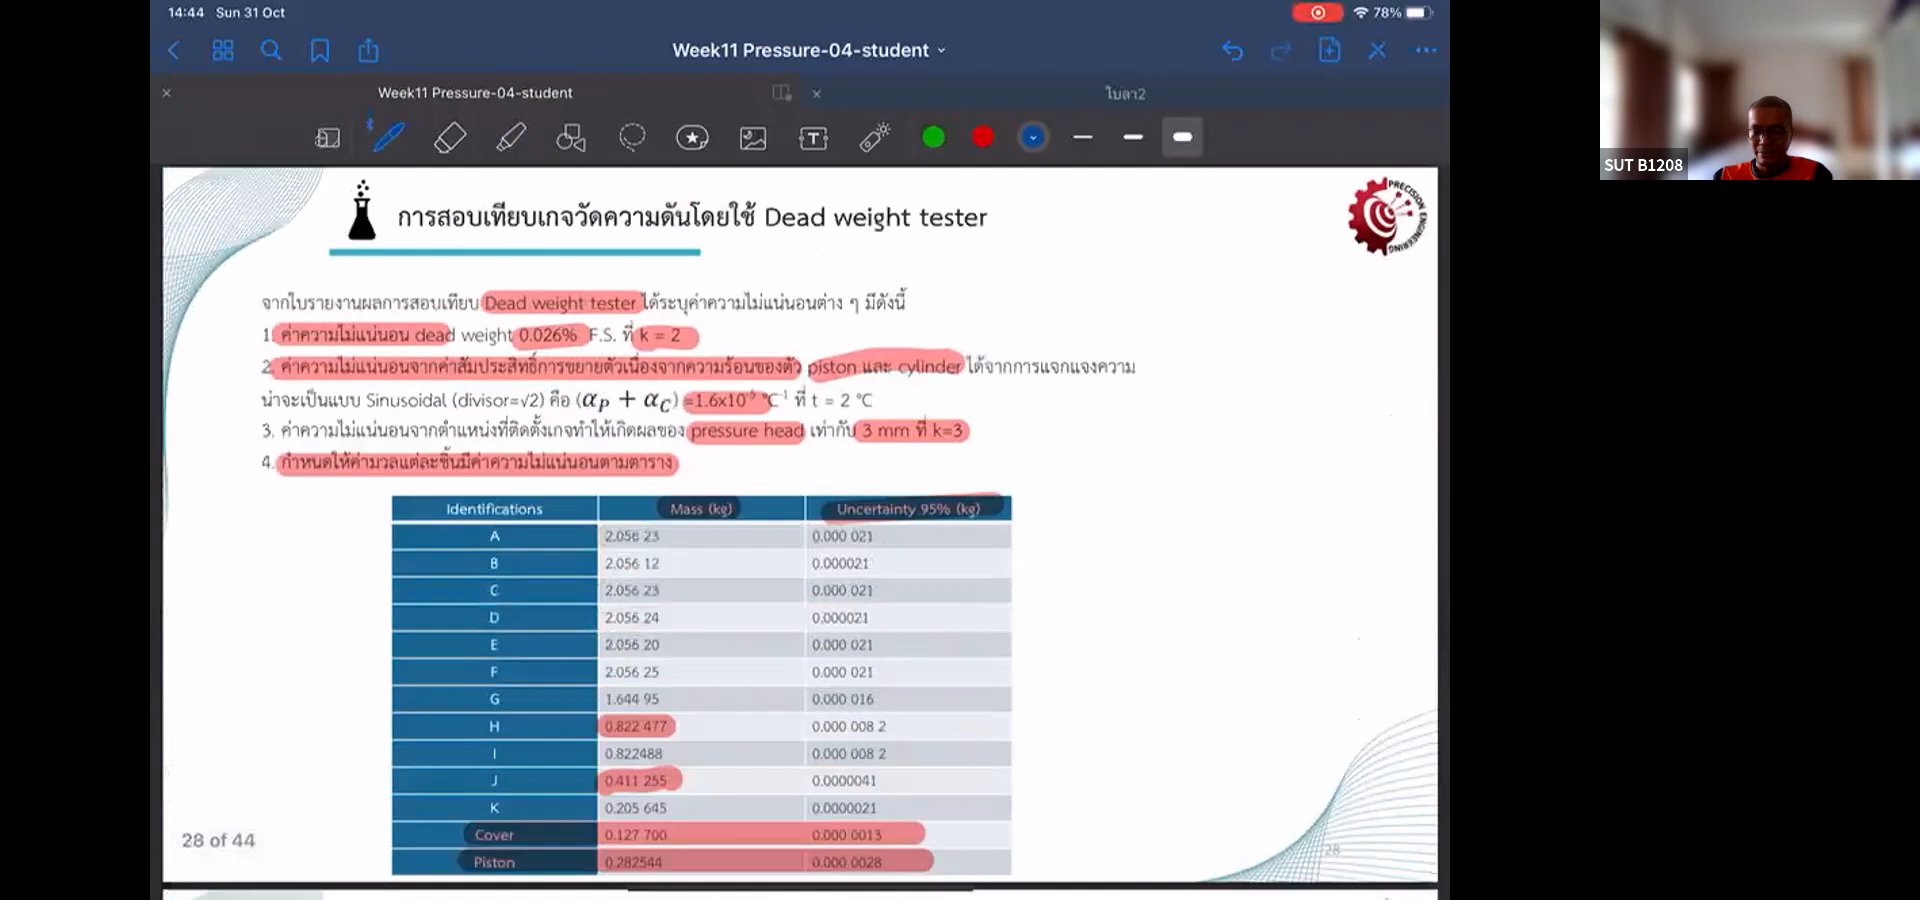 14:44 Sun 31 Oct
78%
Week11 Pressure-04-student
Week11 Pressure-04-student
ใบลา2
SUT B1208
PRECISION ENGINEERING
การสอบเทียบเกจวัดความดันโดยใช้ Dead weight tester
จากใบรายงานผลการสอบเทียบ Dead weight tester ได้ระบุค่าความไม่แน่นอนต่าง ๆ มีดังนี้
1. ค่าความไม่แน่นอน dead weight 0.026% F.S. ที่ k = 2
2. ค่าความไม่แน่นอนจากค่าสัมประสิทธิ์การขยายตัวเนื่องจากความร้อนของตัว piston และ cylinder ได้จากการแจกแจงความ
น่าจะเป็นแบบ Sinusoidal (divisor=√2) คือ (αP + αC) =1.6x10⁻⁶ °C⁻¹ ที่ t = 2 °C
3. ค่าความไม่แน่นอนจากตำแหน่งที่ติดตั้งเกจทำให้เกิดผลของ pressure head เท่ากับ 3 mm ที่ k=3
4. กำหนดให้ค่ามวลแต่ละชิ้นมีค่าความไม่แน่นอนตามตาราง
Identifications Mass (kg) Uncertainty 95% (kg)
A 2.056 23 0.000 021
B 2.056 12 0.000021
C 2.056 23 0.000 021
D 2.056 24 0.000021
E 2.056 20 0.000 021
F 2.056 25 0.000 021
G 1.644 95 0.000 016
H 0.822 477 0.000 008 2
I 0.822488 0.000 008 2
J 0.411 255 0.0000041
K 0.205 645 0.0000021
Cover 0.127 700 0.000 0013
Piston 0.282544 0.000 0028
28 of 44
28